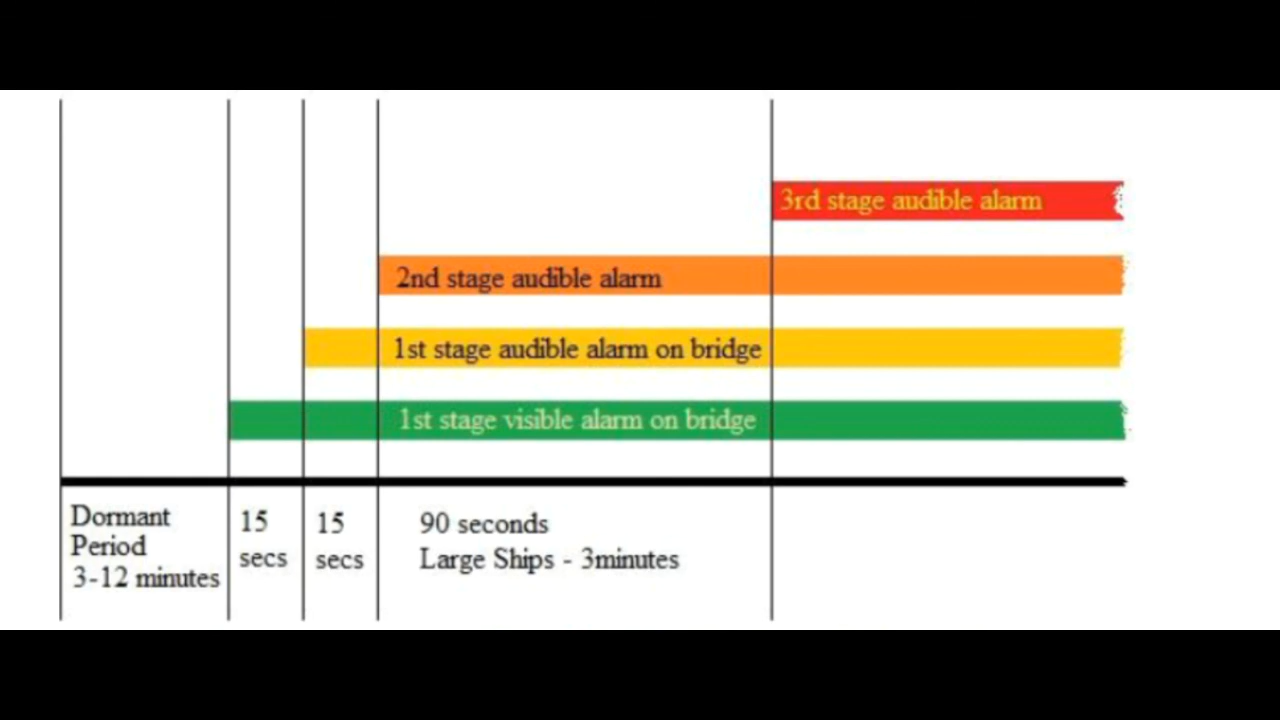 3rd stage audible alarm
2nd stage audible alarm
1st stage audible alarm on bridge
1st stage visible alarm on bridge
Dormant
Period
3-12 minutes
15
secs
15
secs
90 seconds
Large Ships - 3minutes